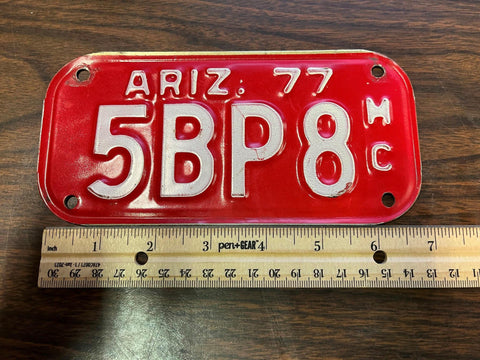 ARIZ. 77
5BP8
MC
inch 1 2 3 pen+GEAR 4 5 6 7
30 29 28 27 26 25 24 23 22 21 20 19 18 17 16 15 14 13 12